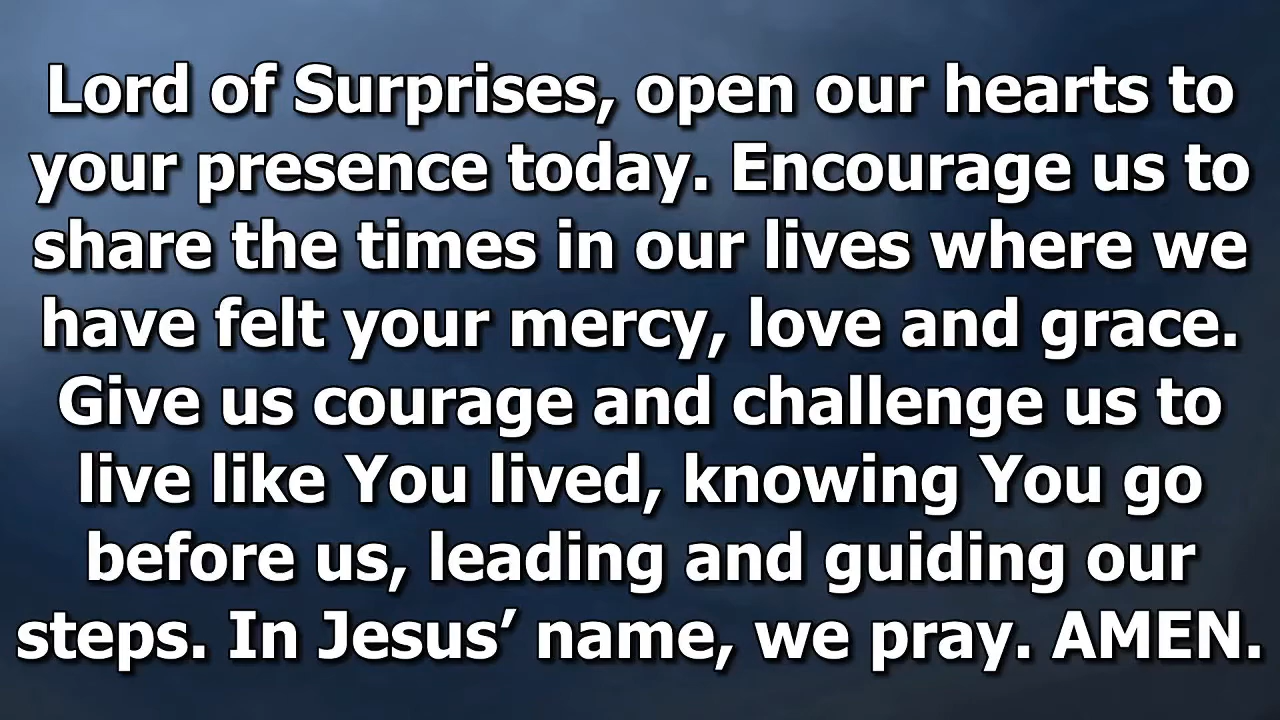 Lord of Surprises, open our hearts to
your presence today. Encourage us to
share the times in our lives where we
have felt your mercy, love and grace.
Give us courage and challenge us to
live like You lived, knowing You go
before us, leading and guiding our
steps. In Jesus’ name, we pray. AMEN.